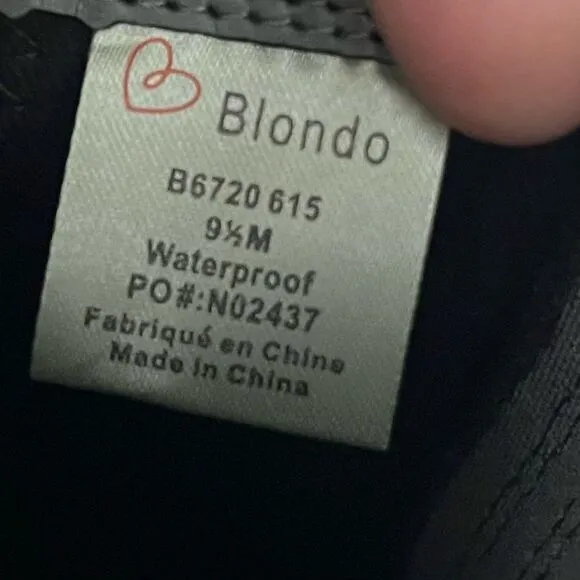 Blondo
B6720 615
9½M
Waterproof
PO#:N02437
Fabriqué en Chine
Made in China